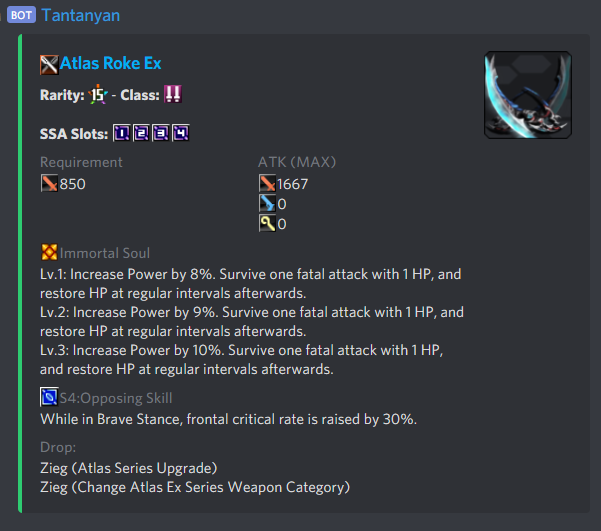 BOT Tantanyan
Atlas Roke Ex
Rarity: 15 - Class:
SSA Slots: 1 2 3 4
Requirement
850
ATK (MAX)
1667
0
0
Immortal Soul
Lv.1: Increase Power by 8%. Survive one fatal attack with 1 HP, and
restore HP at regular intervals afterwards.
Lv.2: Increase Power by 9%. Survive one fatal attack with 1 HP, and
restore HP at regular intervals afterwards.
Lv.3: Increase Power by 10%. Survive one fatal attack with 1 HP,
and restore HP at regular intervals afterwards.
S4:Opposing Skill
While in Brave Stance, frontal critical rate is raised by 30%.
Drop:
Zieg (Atlas Series Upgrade)
Zieg (Change Atlas Ex Series Weapon Category)